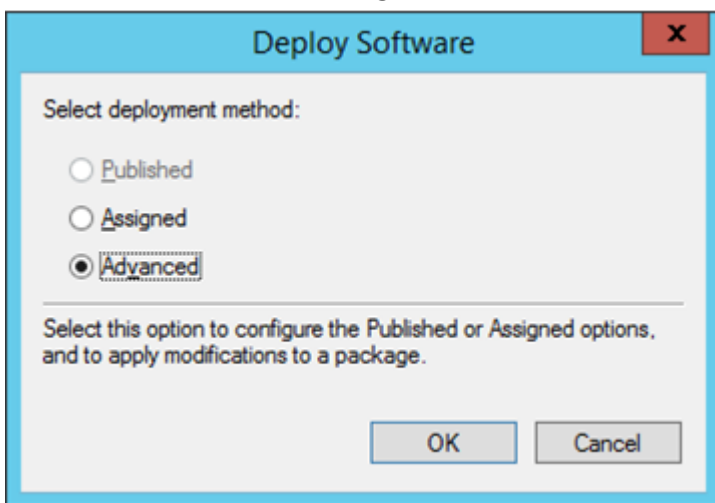 Deploy Software
x
Select deployment method:
Published
Assigned
Advanced
Select this option to configure the Published or Assigned options,
and to apply modifications to a package.
OK Cancel